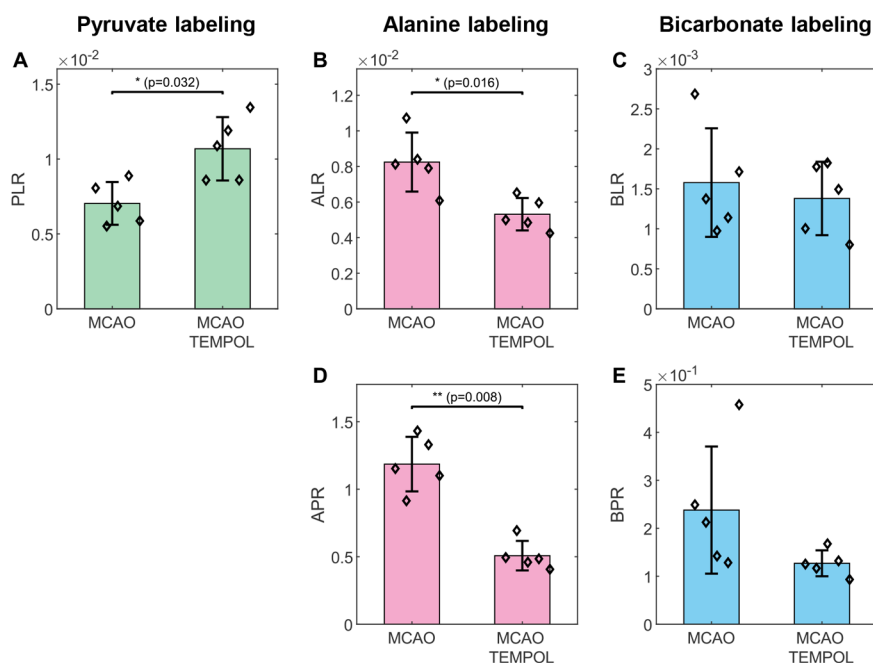 Pyruvate labeling
Alanine labeling
Bicarbonate labeling
A
×10⁻²
* (p=0.032)
1.5
1
0.5
0
PLR
MCAO
MCAO
TEMPOL
B
×10⁻²
* (p=0.016)
1.2
1
0.8
0.6
0.4
0.2
0
ALR
MCAO
MCAO
TEMPOL
C
×10⁻³
3
2.5
2
1.5
1
0.5
0
BLR
MCAO
MCAO
TEMPOL
D
** (p=0.008)
1.5
1
0.5
0
APR
MCAO
MCAO
TEMPOL
E
×10⁻¹
5
4
3
2
1
0
BPR
MCAO
MCAO
TEMPOL